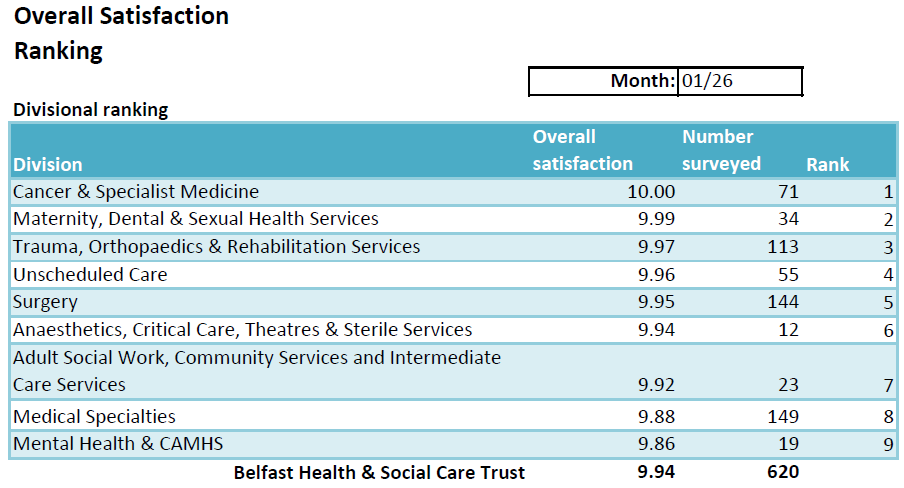 Overall Satisfaction
Ranking
Month: 01/26
Divisional ranking
Division Overall satisfaction Number surveyed Rank
Cancer & Specialist Medicine 10.00 71 1
Maternity, Dental & Sexual Health Services 9.99 34 2
Trauma, Orthopaedics & Rehabilitation Services 9.97 113 3
Unscheduled Care 9.96 55 4
Surgery 9.95 144 5
Anaesthetics, Critical Care, Theatres & Sterile Services 9.94 12 6
Adult Social Work, Community Services and Intermediate
Care Services 9.92 23 7
Medical Specialties 9.88 149 8
Mental Health & CAMHS 9.86 19 9
Belfast Health & Social Care Trust 9.94 620